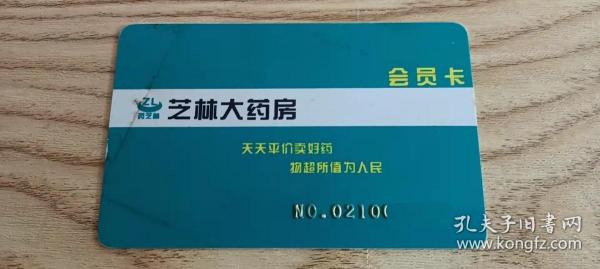 会员卡
ZL
芝林大药房
天天平价卖好药
物超所值为人民
NO.02100
孔夫子旧书网
www.kongfz.com